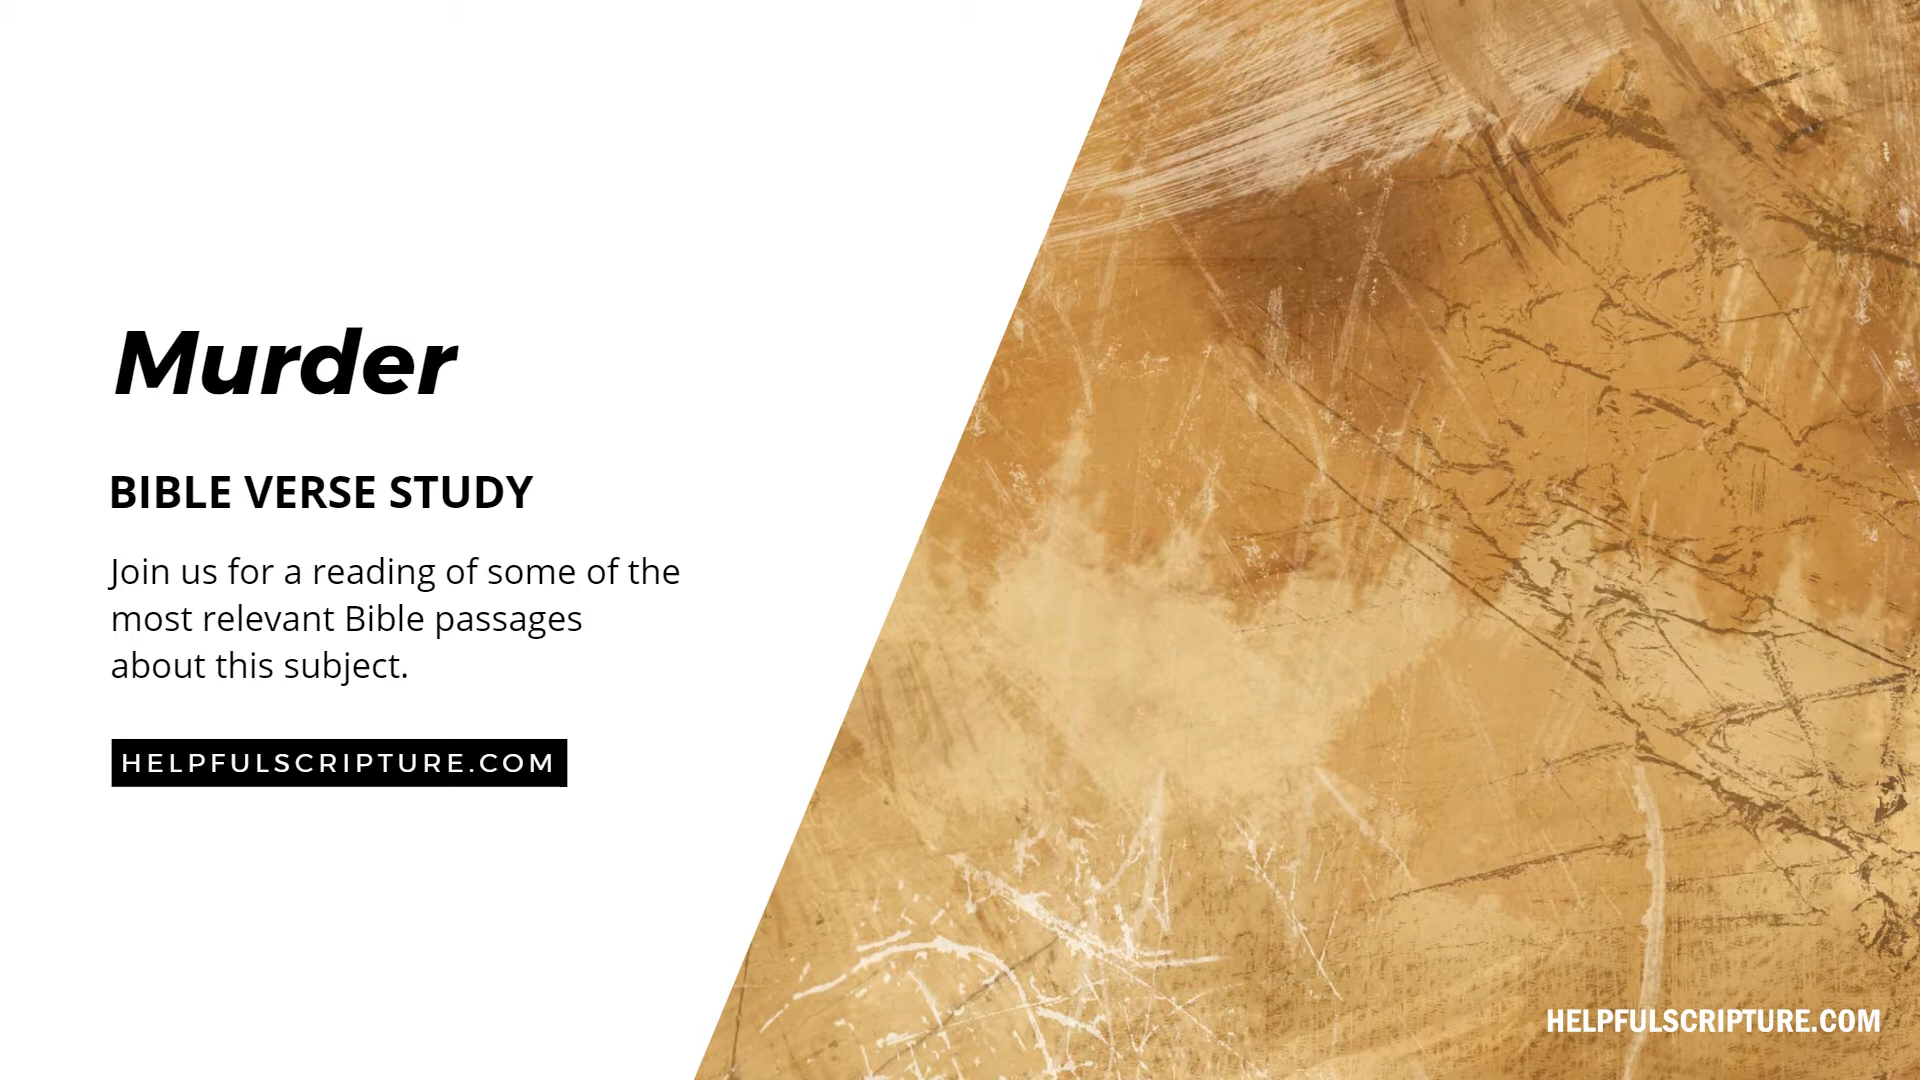 Murder
BIBLE VERSE STUDY
Join us for a reading of some of the
most relevant Bible passages
about this subject.
HELPFULSCRIPTURE.COM
HELPFULSCRIPTURE.COM